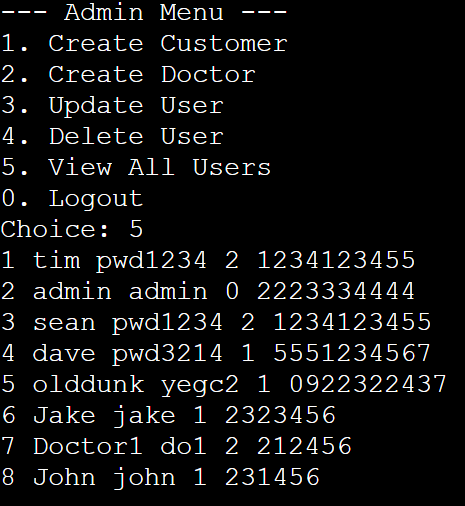 --- Admin Menu ---
1. Create Customer
2. Create Doctor
3. Update User
4. Delete User
5. View All Users
0. Logout
Choice: 5
1 tim pwd1234 2 1234123455
2 admin admin 0 2223334444
3 sean pwd1234 2 1234123455
4 dave pwd3214 1 5551234567
5 olddunk yegc2 1 0922322437
6 Jake jake 1 2323456
7 Doctor1 do1 2 212456
8 John john 1 231456